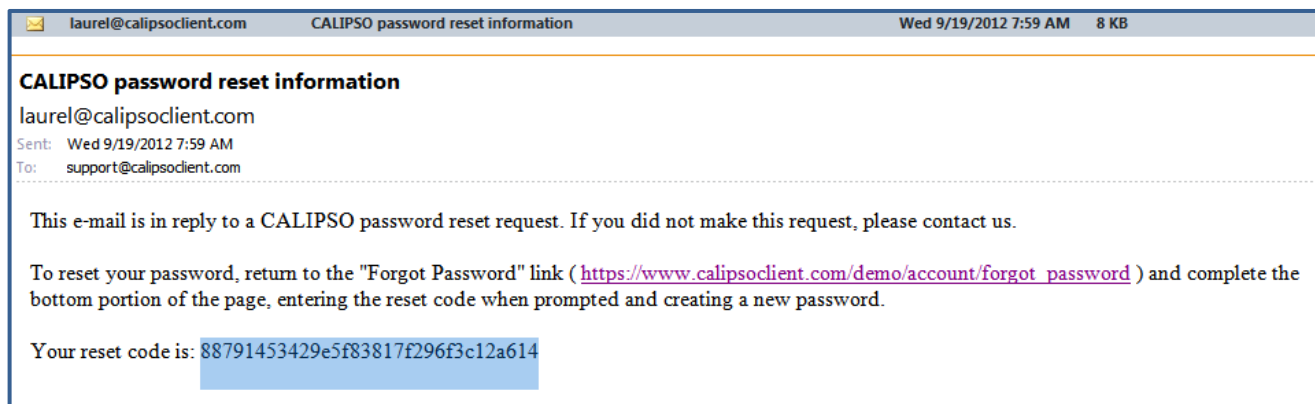 laurel@calipsoclient.com CALIPSO password reset information Wed 9/19/2012 7:59 AM 8 KB
CALIPSO password reset information
laurel@calipsoclient.com
Sent: Wed 9/19/2012 7:59 AM
To: support@calipsoclient.com
This e-mail is in reply to a CALIPSO password reset request. If you did not make this request, please contact us.
To reset your password, return to the "Forgot Password" link ( https://www.calipsoclient.com/demo/account/forgot_password ) and complete the
bottom portion of the page, entering the reset code when prompted and creating a new password.
Your reset code is: 88791453429e5f83817f296f3c12a614